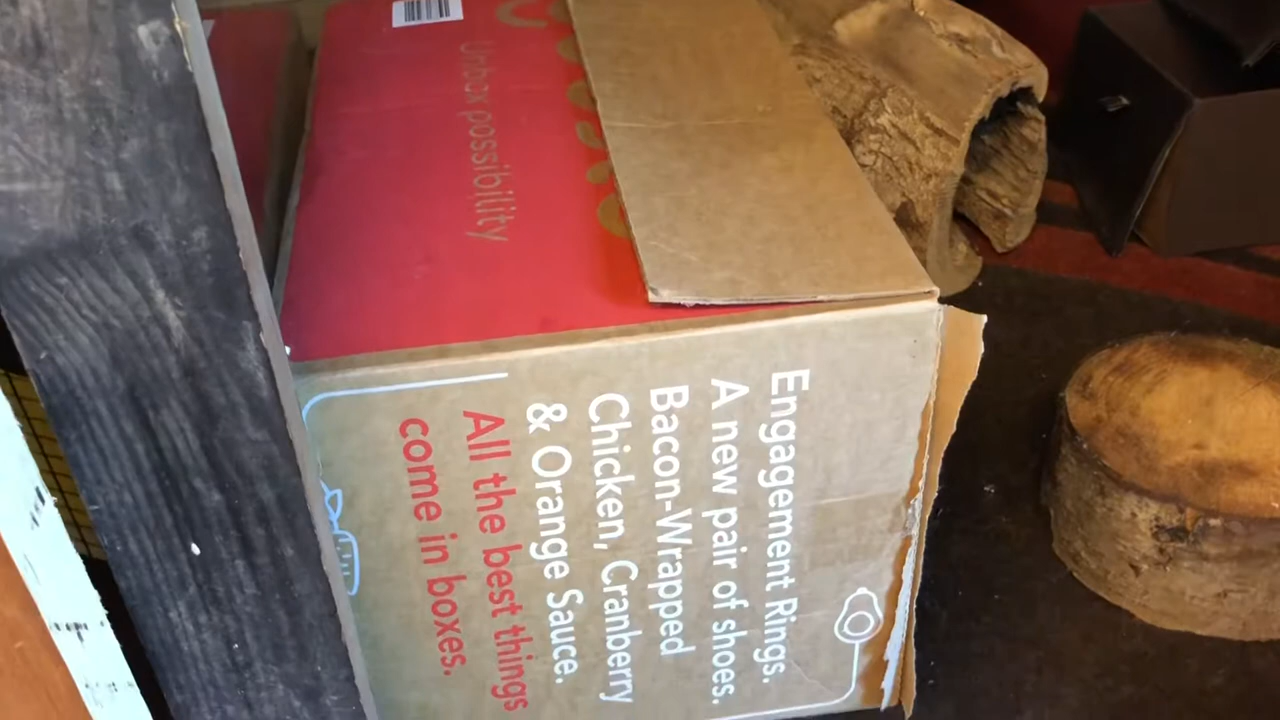 Unbox possibility
Engagement Rings.
A new pair of shoes.
Bacon-Wrapped
Chicken, Cranberry
& Orange Sauce.
All the best things
come in boxes.